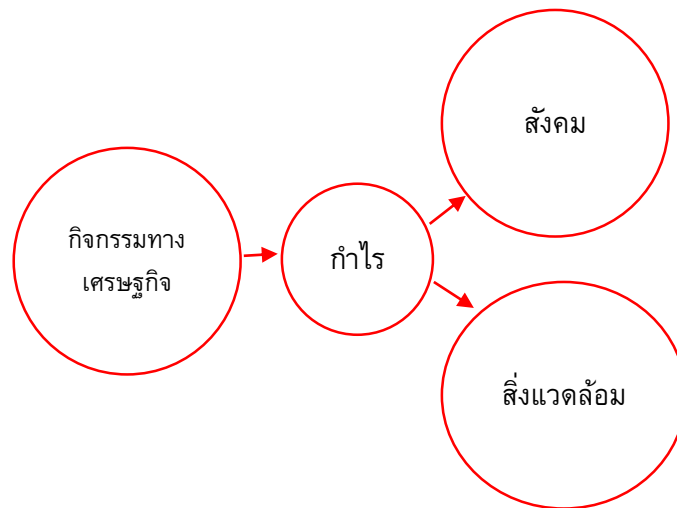 กิจกรรมทาง
เศรษฐกิจ
กำไร
สังคม
สิ่งแวดล้อม